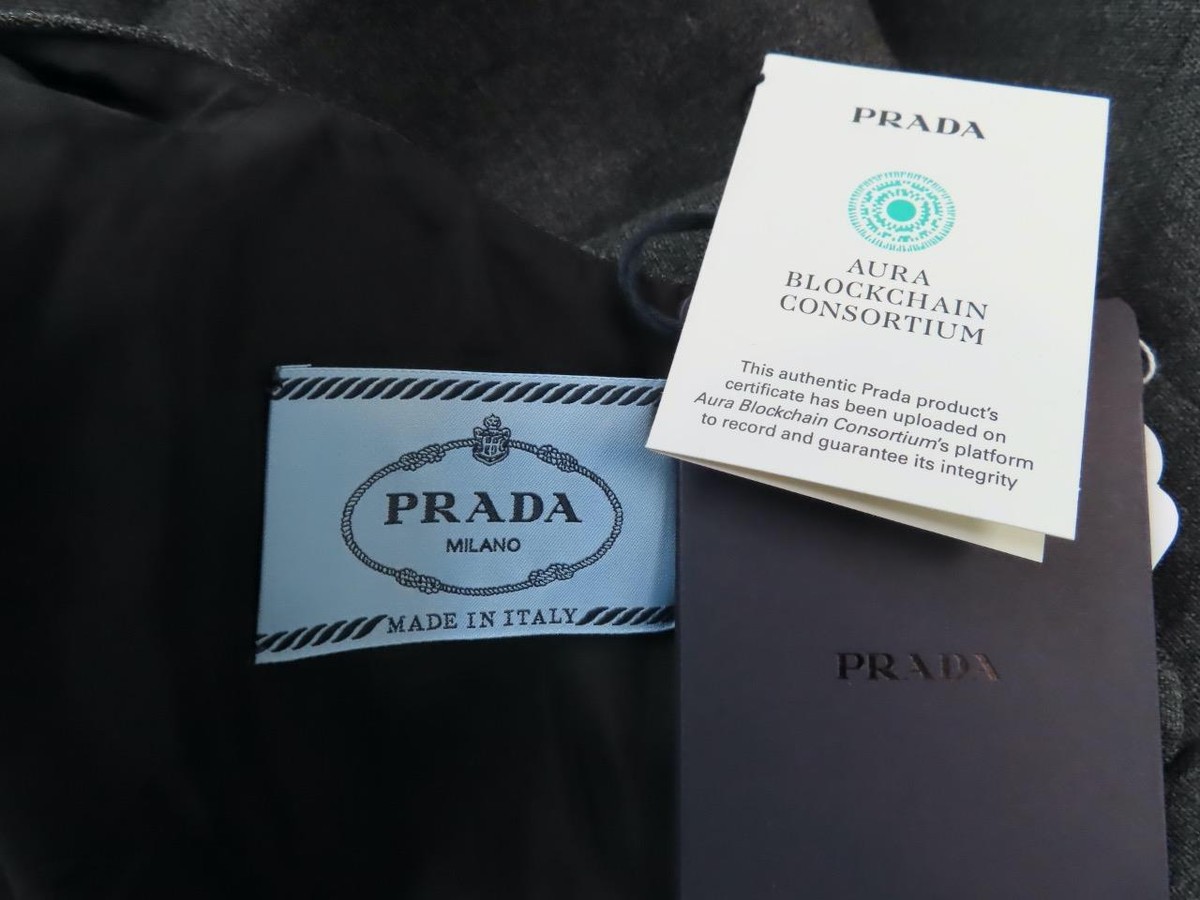 PRADA
MILANO
MADE IN ITALY
PRADA
AURA
BLOCKCHAIN
CONSORTIUM
This authentic Prada product's
certificate has been uploaded on
Aura Blockchain Consortium's platform
to record and guarantee its integrity
PRADA